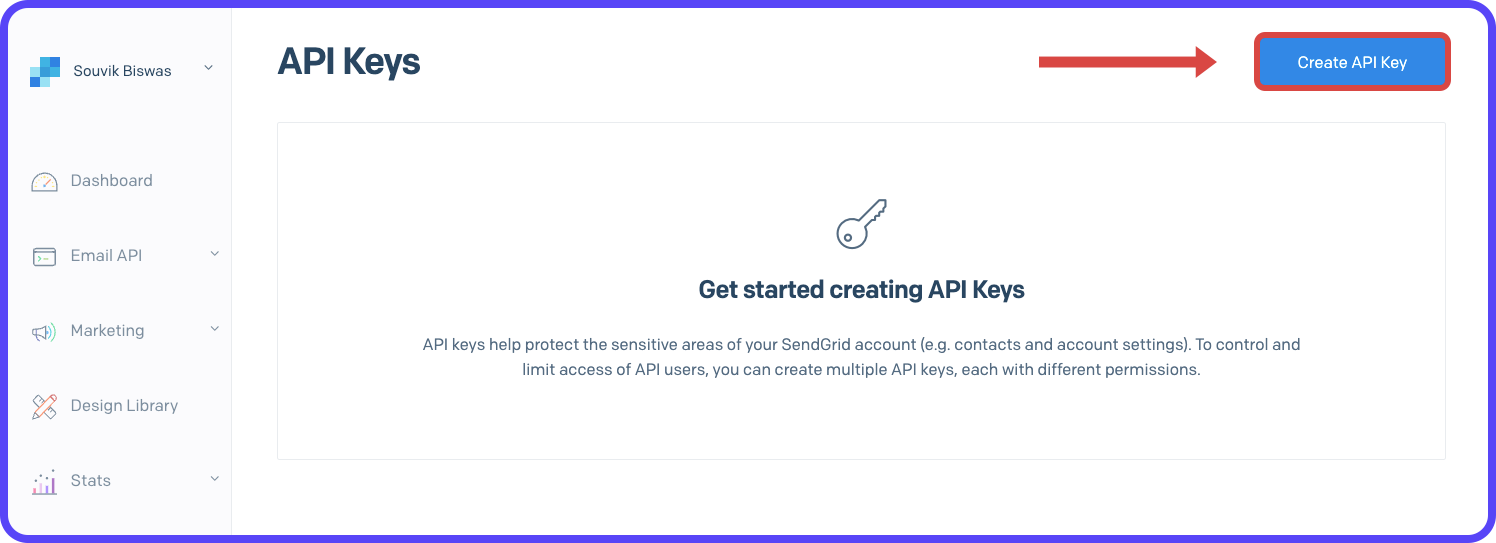 Souvik Biswas
Dashboard
Email API
Marketing
Design Library
Stats
API Keys
Create API Key
Get started creating API Keys
API keys help protect the sensitive areas of your SendGrid account (e.g. contacts and account settings). To control and
limit access of API users, you can create multiple API keys, each with different permissions.